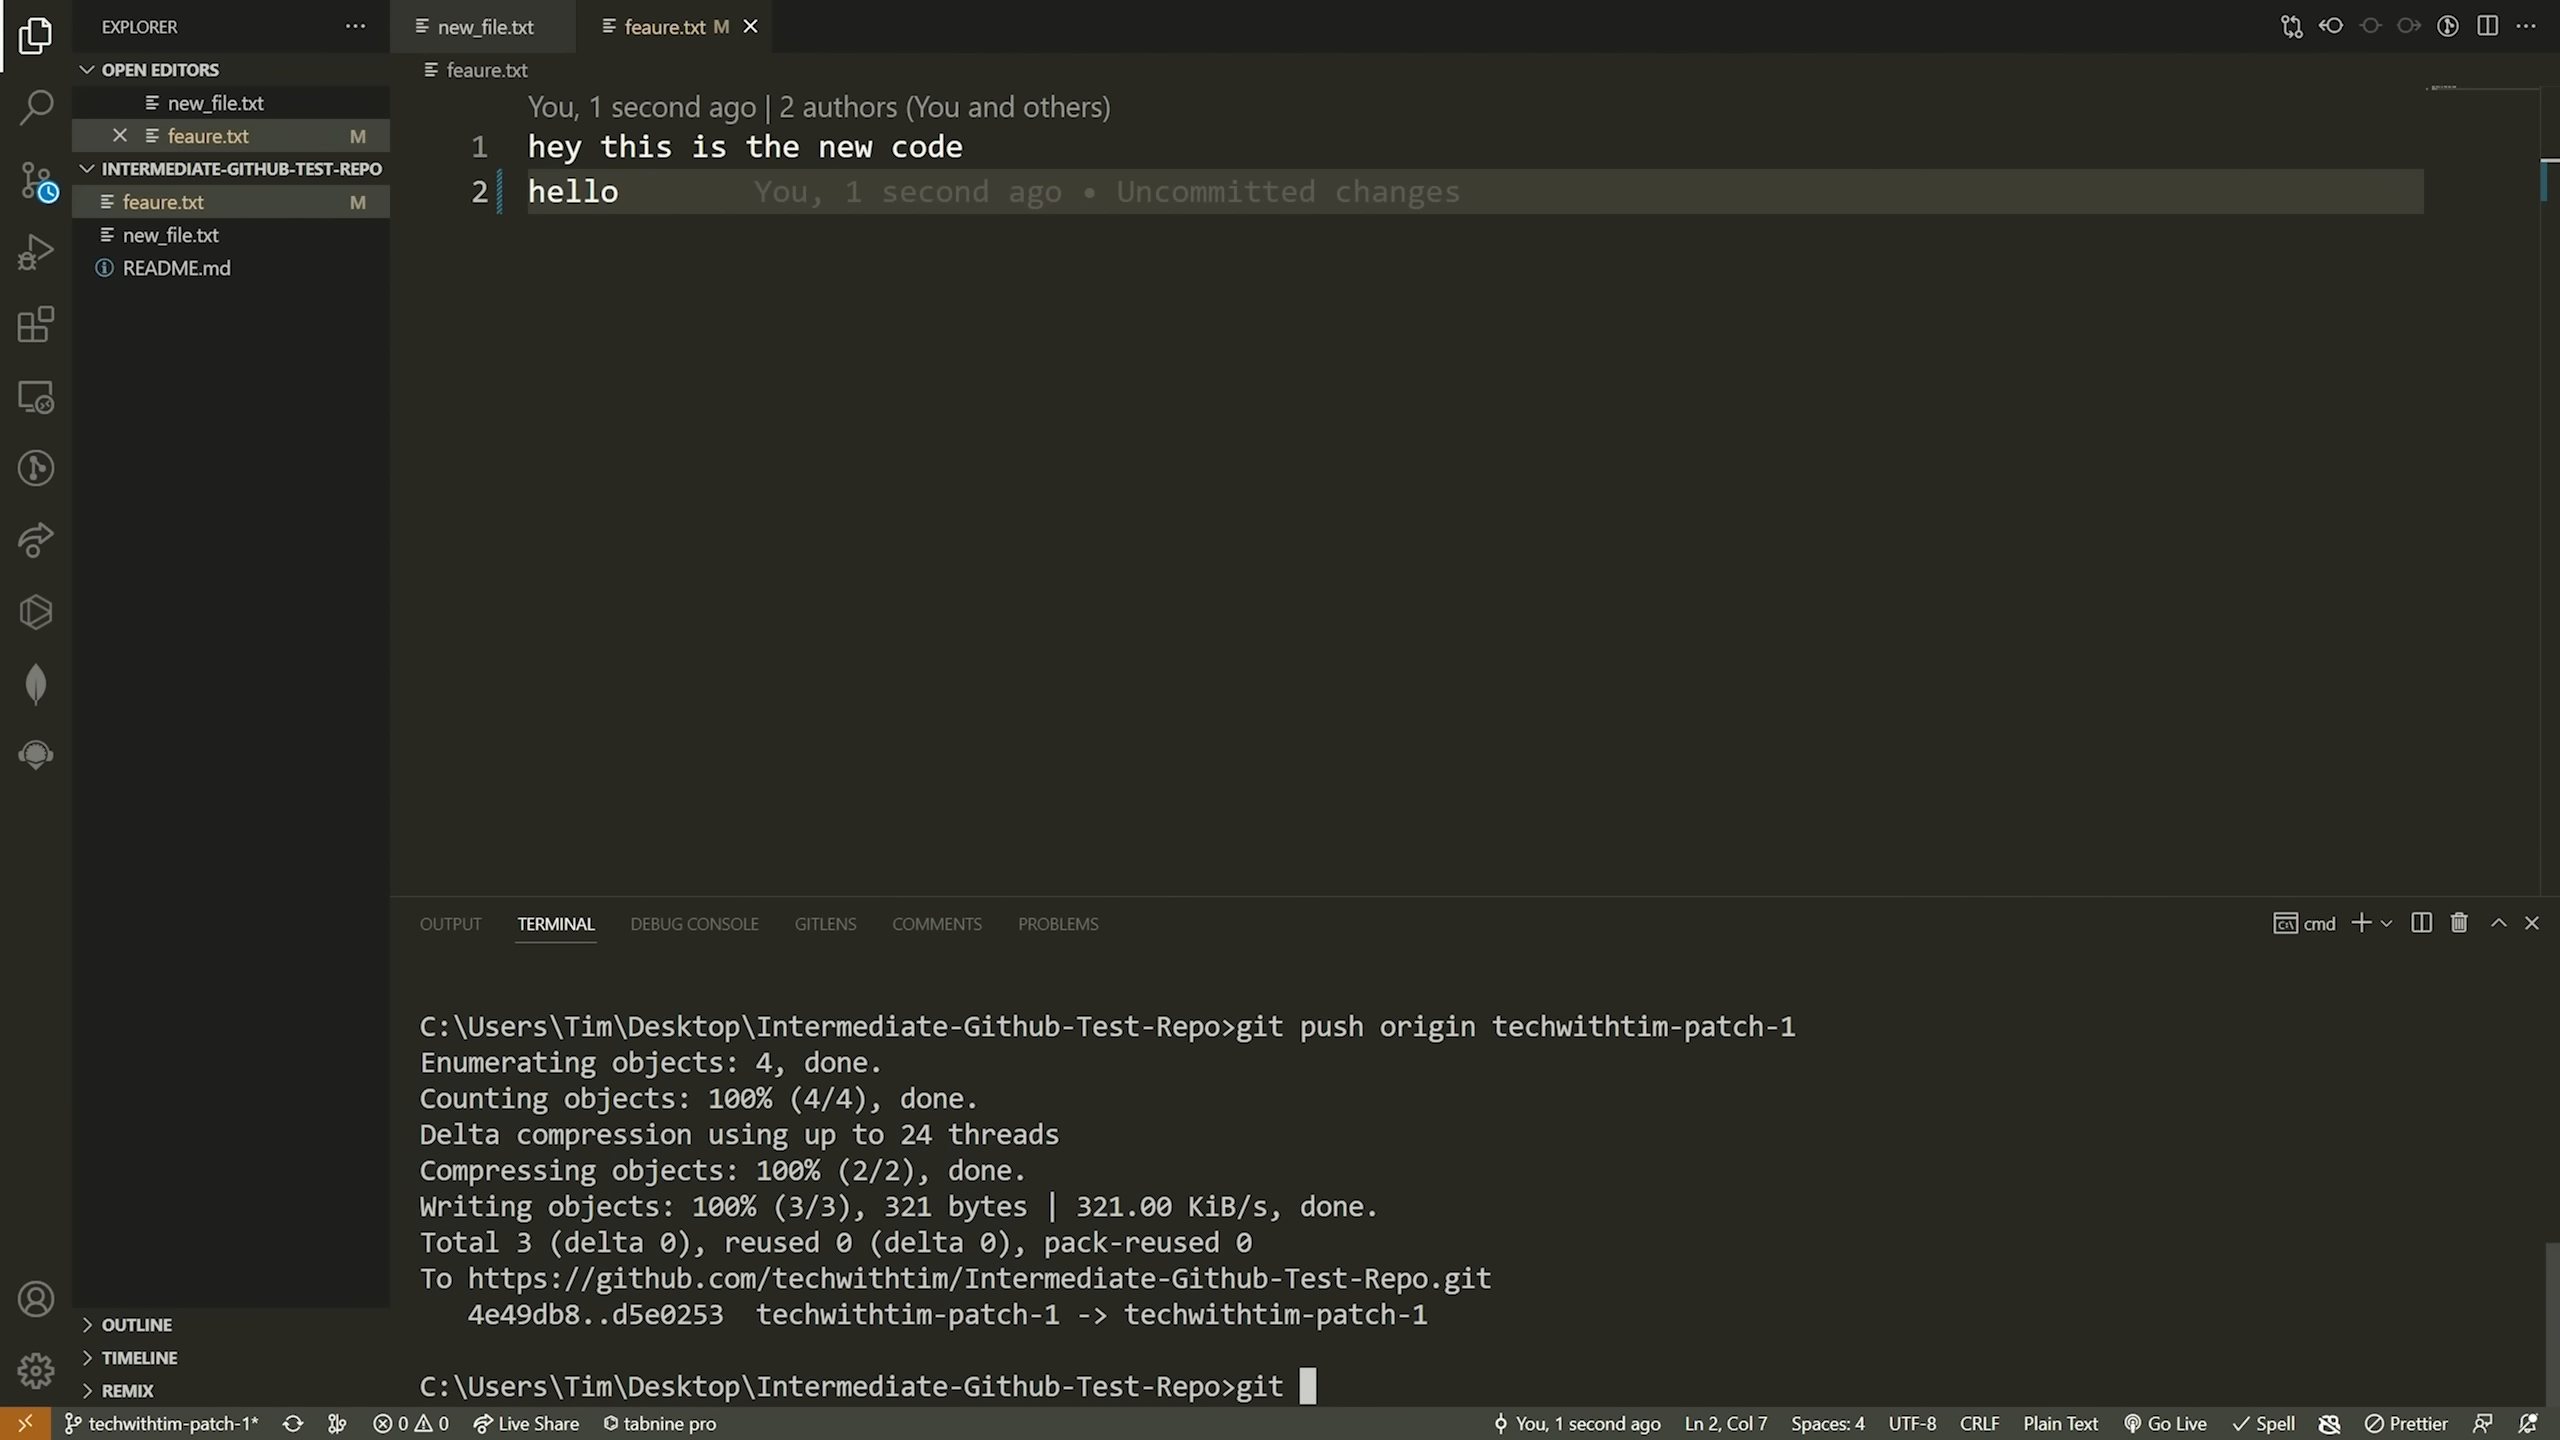 EXPLORER
new_file.txt
feaure.txt M
OPEN EDITORS
new_file.txt
feaure.txt M
INTERMEDIATE-GITHUB-TEST-REPO
feaure.txt M
new_file.txt
README.md
OUTLINE
TIMELINE
REMIX
feaure.txt
You, 1 second ago | 2 authors (You and others)
1 hey this is the new code
2 hello You, 1 second ago • Uncommitted changes
OUTPUT TERMINAL DEBUG CONSOLE GITLENS COMMENTS PROBLEMS
cmd
C:\Users\Tim\Desktop\Intermediate-Github-Test-Repo>git push origin techwithtim-patch-1
Enumerating objects: 4, done.
Counting objects: 100% (4/4), done.
Delta compression using up to 24 threads
Compressing objects: 100% (2/2), done.
Writing objects: 100% (3/3), 321 bytes | 321.00 KiB/s, done.
Total 3 (delta 0), reused 0 (delta 0), pack-reused 0
To https://github.com/techwithtim/Intermediate-Github-Test-Repo.git
4e49db8..d5e0253 techwithtim-patch-1 -> techwithtim-patch-1
C:\Users\Tim\Desktop\Intermediate-Github-Test-Repo>git
techwithtim-patch-1* 0 0 Live Share tabnine pro You, 1 second ago Ln 2, Col 7 Spaces: 4 UTF-8 CRLF Plain Text Go Live Spell Prettier